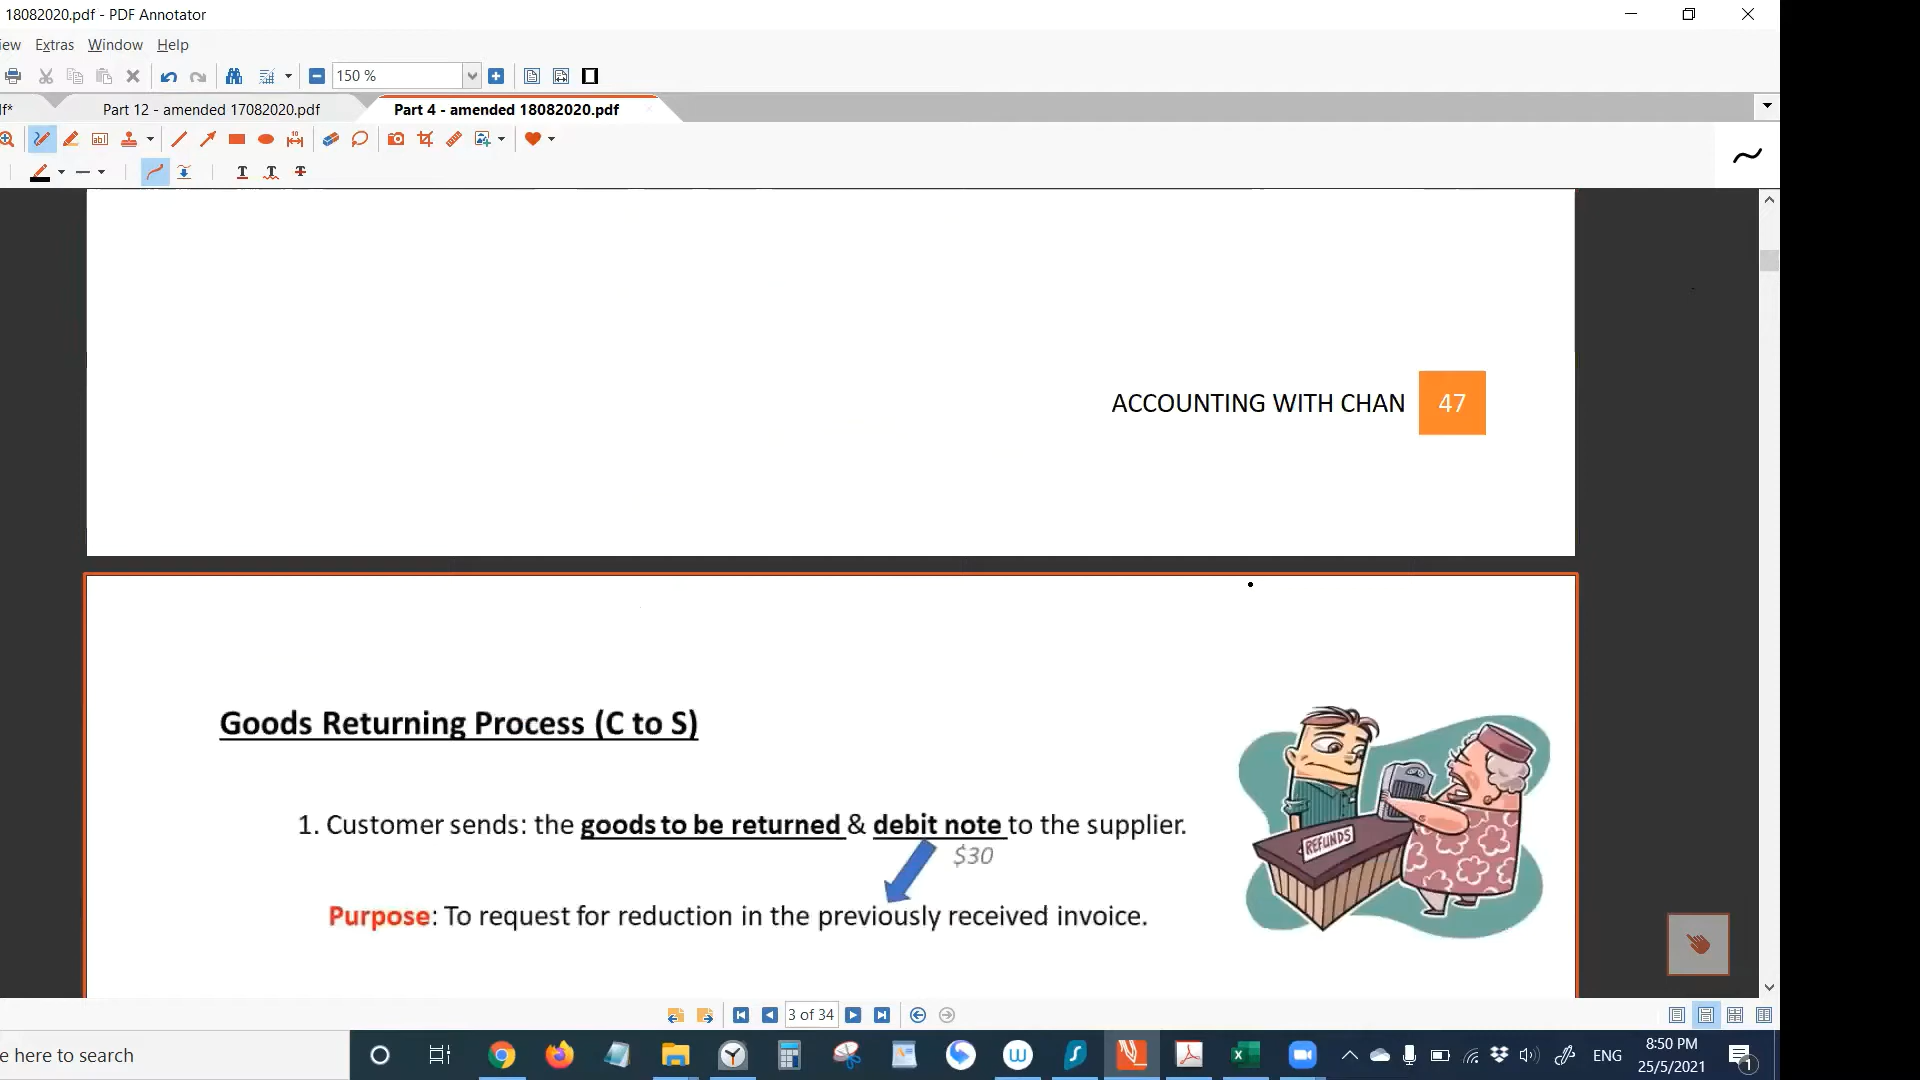 18082020.pdf - PDF Annotator
iew Extras Window Help
150 %
lf* Part 12 - amended 17082020.pdf Part 4 - amended 18082020.pdf
ACCOUNTING WITH CHAN 47
Goods Returning Process (C to S)
1. Customer sends: the goods to be returned & debit note to the supplier.
$30
REFUNDS
Purpose: To request for reduction in the previously received invoice.
3 of 34
e here to search
ENG
8:50 PM
25/5/2021
1